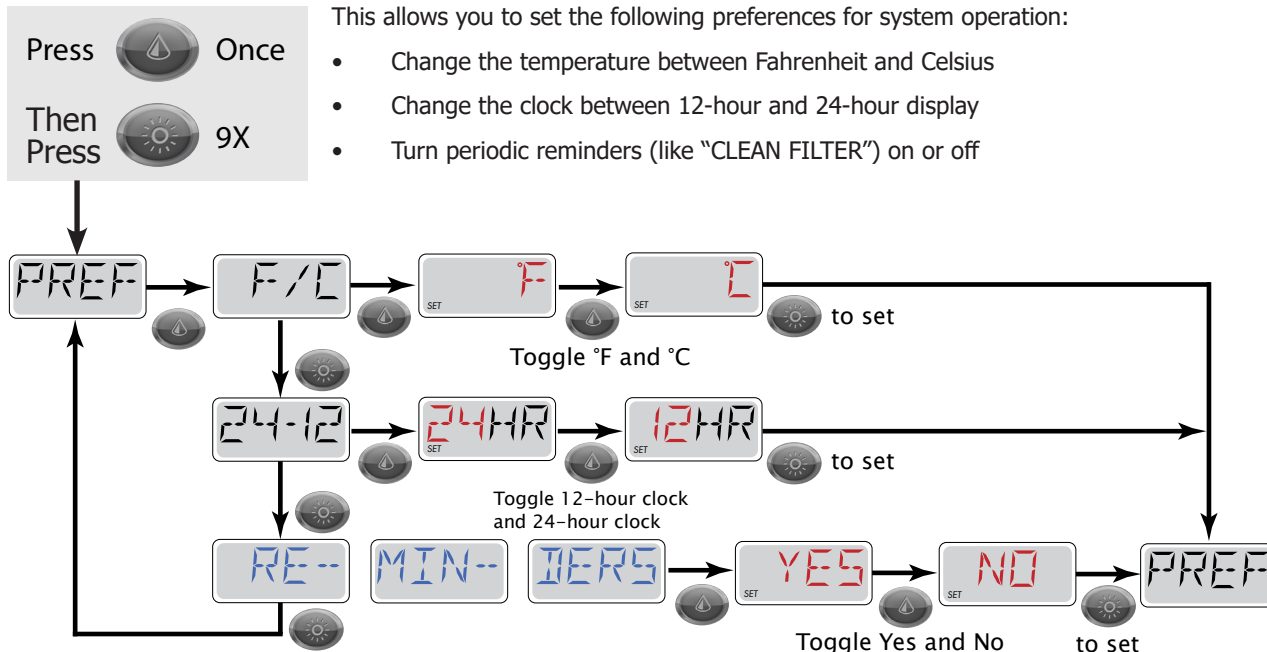 Press Once
Then
Press 9X
This allows you to set the following preferences for system operation:
• Change the temperature between Fahrenheit and Celsius
• Change the clock between 12-hour and 24-hour display
• Turn periodic reminders (like “CLEAN FILTER”) on or off
PREF F/C SET °F SET °C
to set
Toggle °F and °C
24-12 SET 24HR SET 12HR
to set
Toggle 12-hour clock
and 24-hour clock
RE-- MIN-- DERS SET YES SET NO PREF
Toggle Yes and No to set